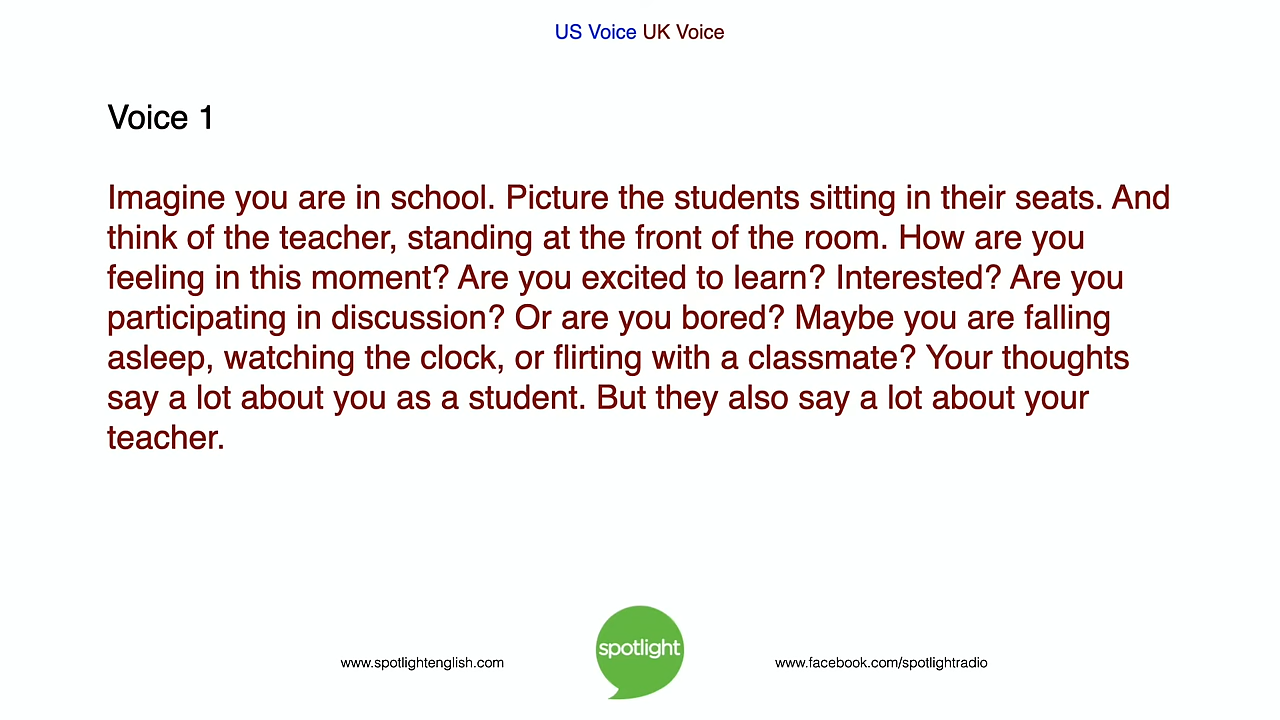 US Voice UK Voice
Voice 1
Imagine you are in school. Picture the students sitting in their seats. And
think of the teacher, standing at the front of the room. How are you
feeling in this moment? Are you excited to learn? Interested? Are you
participating in discussion? Or are you bored? Maybe you are falling
asleep, watching the clock, or flirting with a classmate? Your thoughts
say a lot about you as a student. But they also say a lot about your
teacher.
www.spotlightenglish.com
spotlight
www.facebook.com/spotlightradio